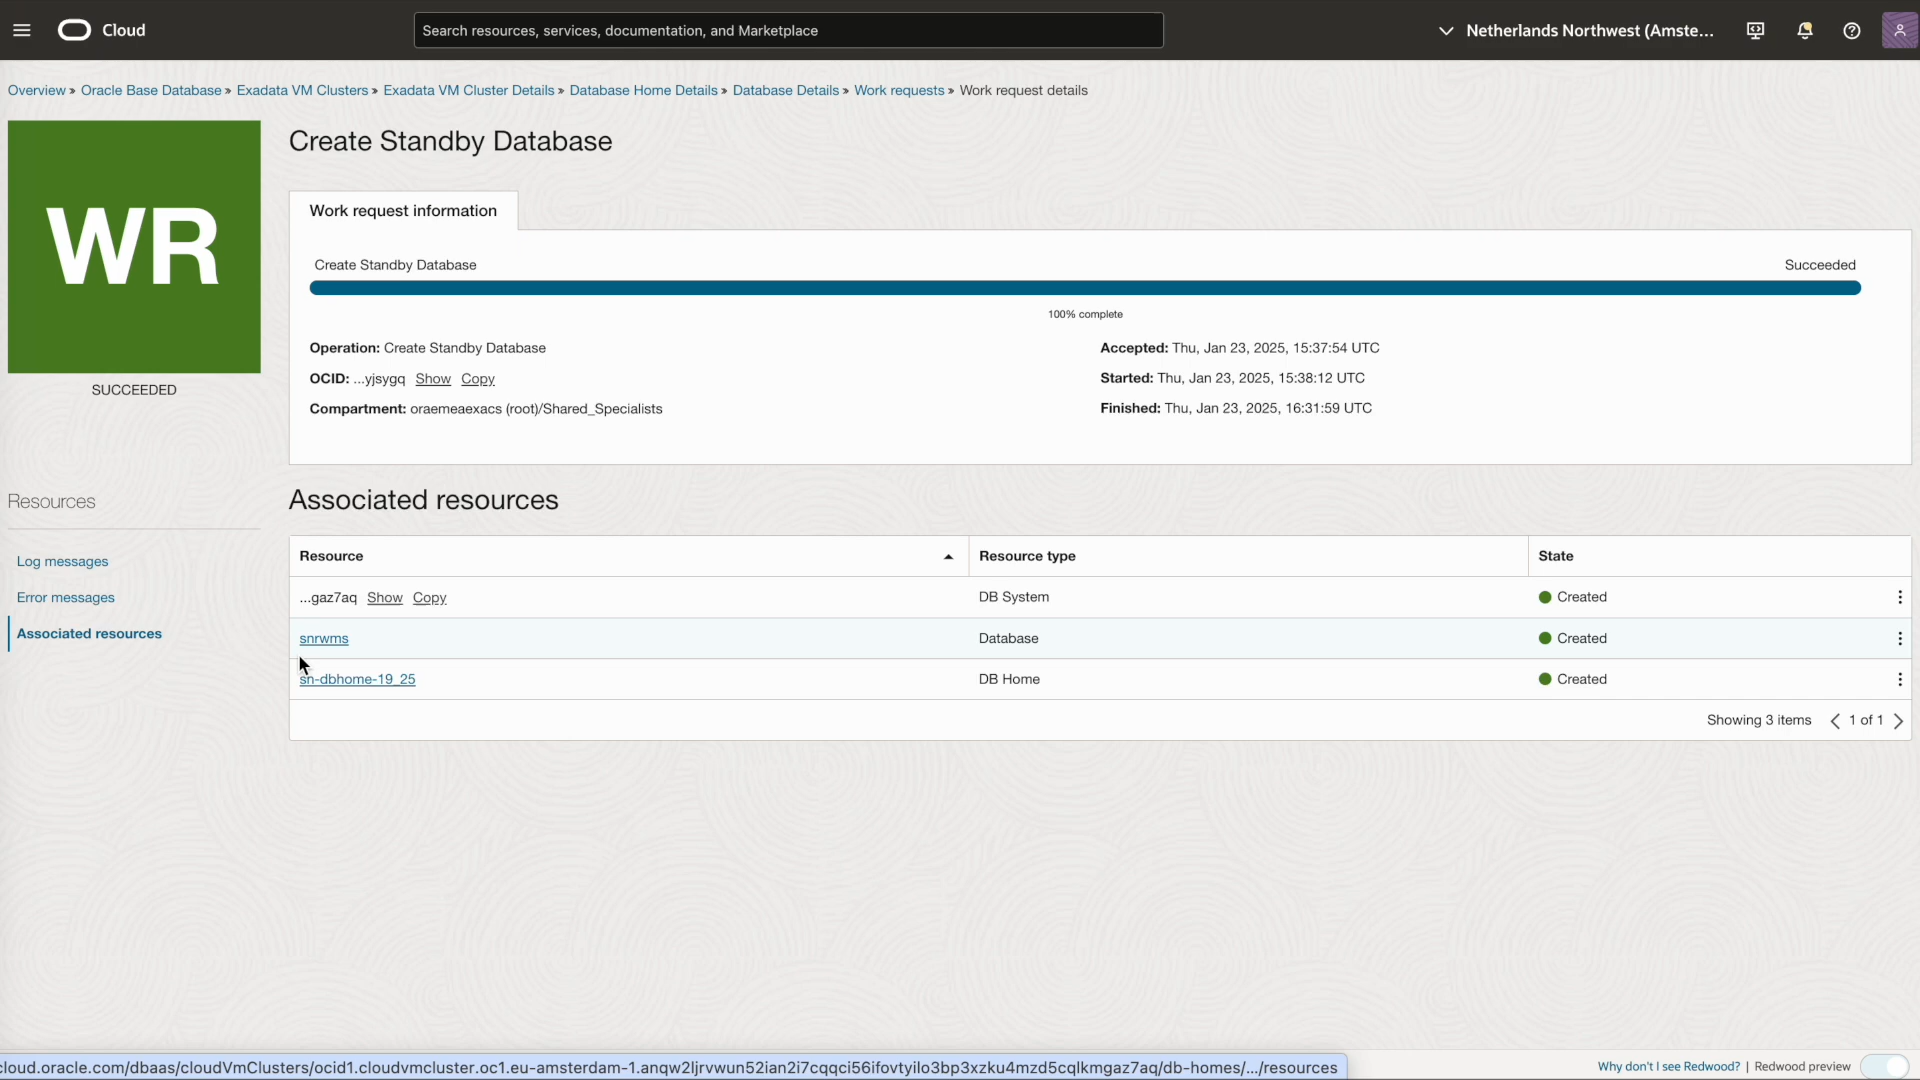 Cloud
Search resources, services, documentation, and Marketplace
Netherlands Northwest (Amste...
Overview » Oracle Base Database » Exadata VM Clusters » Exadata VM Cluster Details » Database Home Details » Database Details » Work requests » Work request details
WR
SUCCEEDED
Create Standby Database
Work request information
Create Standby Database
Succeeded
100% complete
Operation: Create Standby Database
OCID: ...yjsygq Show Copy
Compartment: oraemeaexacs (root)/Shared_Specialists
Accepted: Thu, Jan 23, 2025, 15:37:54 UTC
Started: Thu, Jan 23, 2025, 15:38:12 UTC
Finished: Thu, Jan 23, 2025, 16:31:59 UTC
Resources
Log messages
Error messages
Associated resources
Associated resources
Resource Resource type State
...gaz7aq Show Copy DB System Created
snrwms Database Created
sn-dbhome-19_25 DB Home Created
Showing 3 items 1 of 1
cloud.oracle.com/dbaas/cloudVmClusters/ocid1.cloudvmcluster.oc1.eu-amsterdam-1.anqw2ljrvwun52ian2i7cqqci56ifovtyilo3bp3xzku4mzd5cqlkmgaz7aq/db-homes/.../resources
Why don't I see Redwood? | Redwood preview